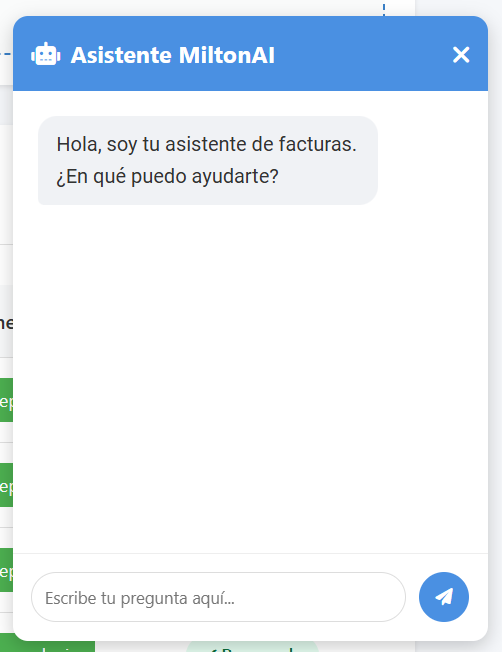 Asistente MiltonAI
Hola, soy tu asistente de facturas.
¿En qué puedo ayudarte?
Escribe tu pregunta aquí...